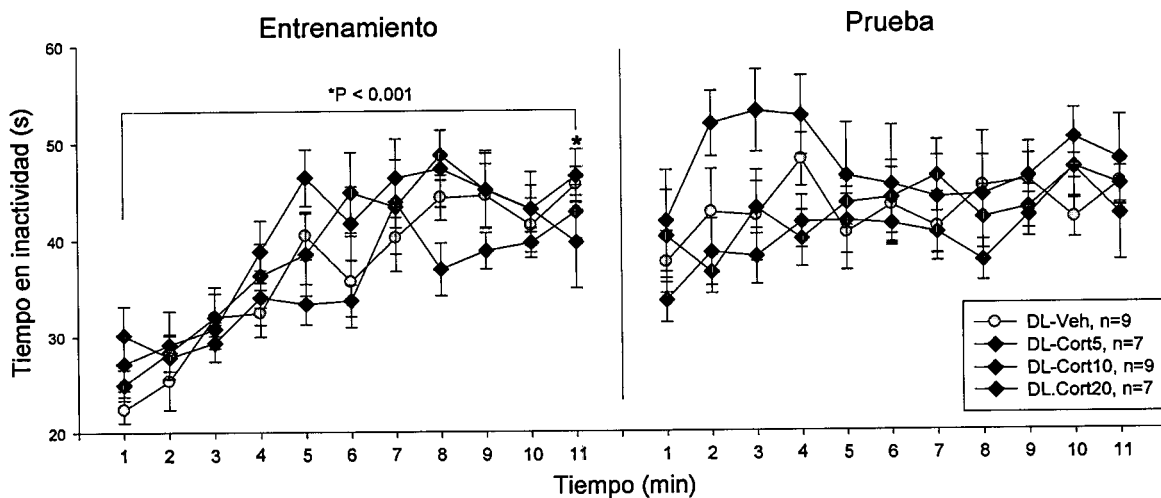 Entrenamiento
Prueba
Tiempo en inactividad (s)
60
50
40
30
20
*P < 0.001
*
DL-Veh, n=9
DL-Cort5, n=7
DL-Cort10, n=9
DL.Cort20, n=7
1 2 3 4 5 6 7 8 9 10 11
1 2 3 4 5 6 7 8 9 10 11
Tiempo (min)